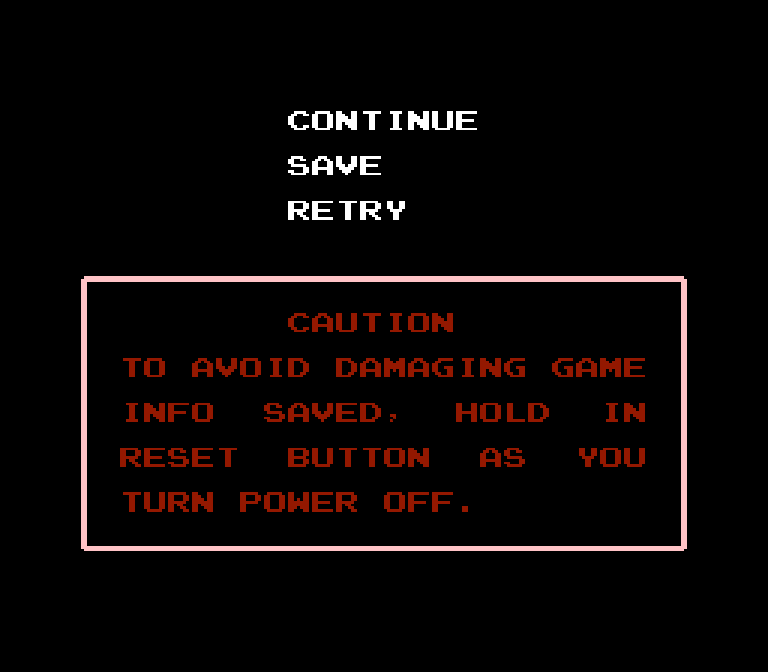 CONTINUE
SAVE
RETRY
CAUTION
TO AVOID DAMAGING GAME
INFO SAVED, HOLD IN
RESET BUTTON AS YOU
TURN POWER OFF.